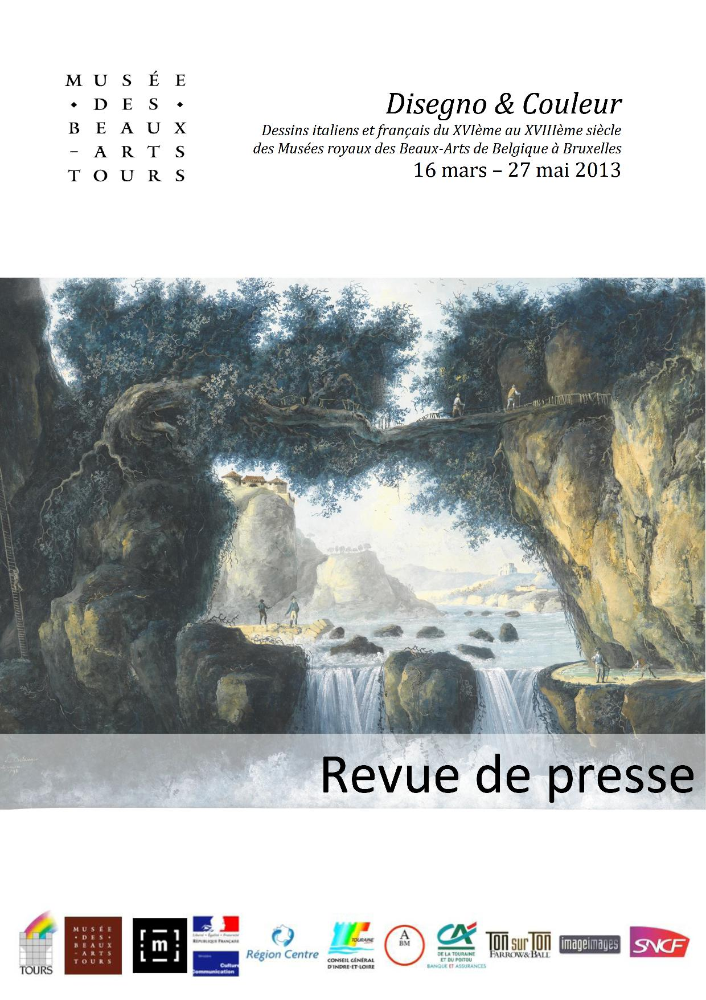 MUSÉE
• DES •
BEAUX
– ARTS
TOURS
Disegno & Couleur
Dessins italiens et français du XVIème au XVIIIème siècle
des Musées royaux des Beaux-Arts de Belgique à Bruxelles
16 mars – 27 mai 2013
Revue de presse
TOURS
MUSÉE
• DES •
BEAUX
– ARTS
TOURS
[m]
Liberté • Égalité • Fraternité
RÉPUBLIQUE FRANÇAISE
Ministère
Culture
Communication
Région Centre
TOURAINE
CONSEIL GÉNÉRAL
D'INDRE-ET-LOIRE
A
BM
CA
DE LA TOURAINE
ET DU POITOU
BANQUE ET ASSURANCES
TON SUR TON
FARROW&BALL
imageimages
SNCF